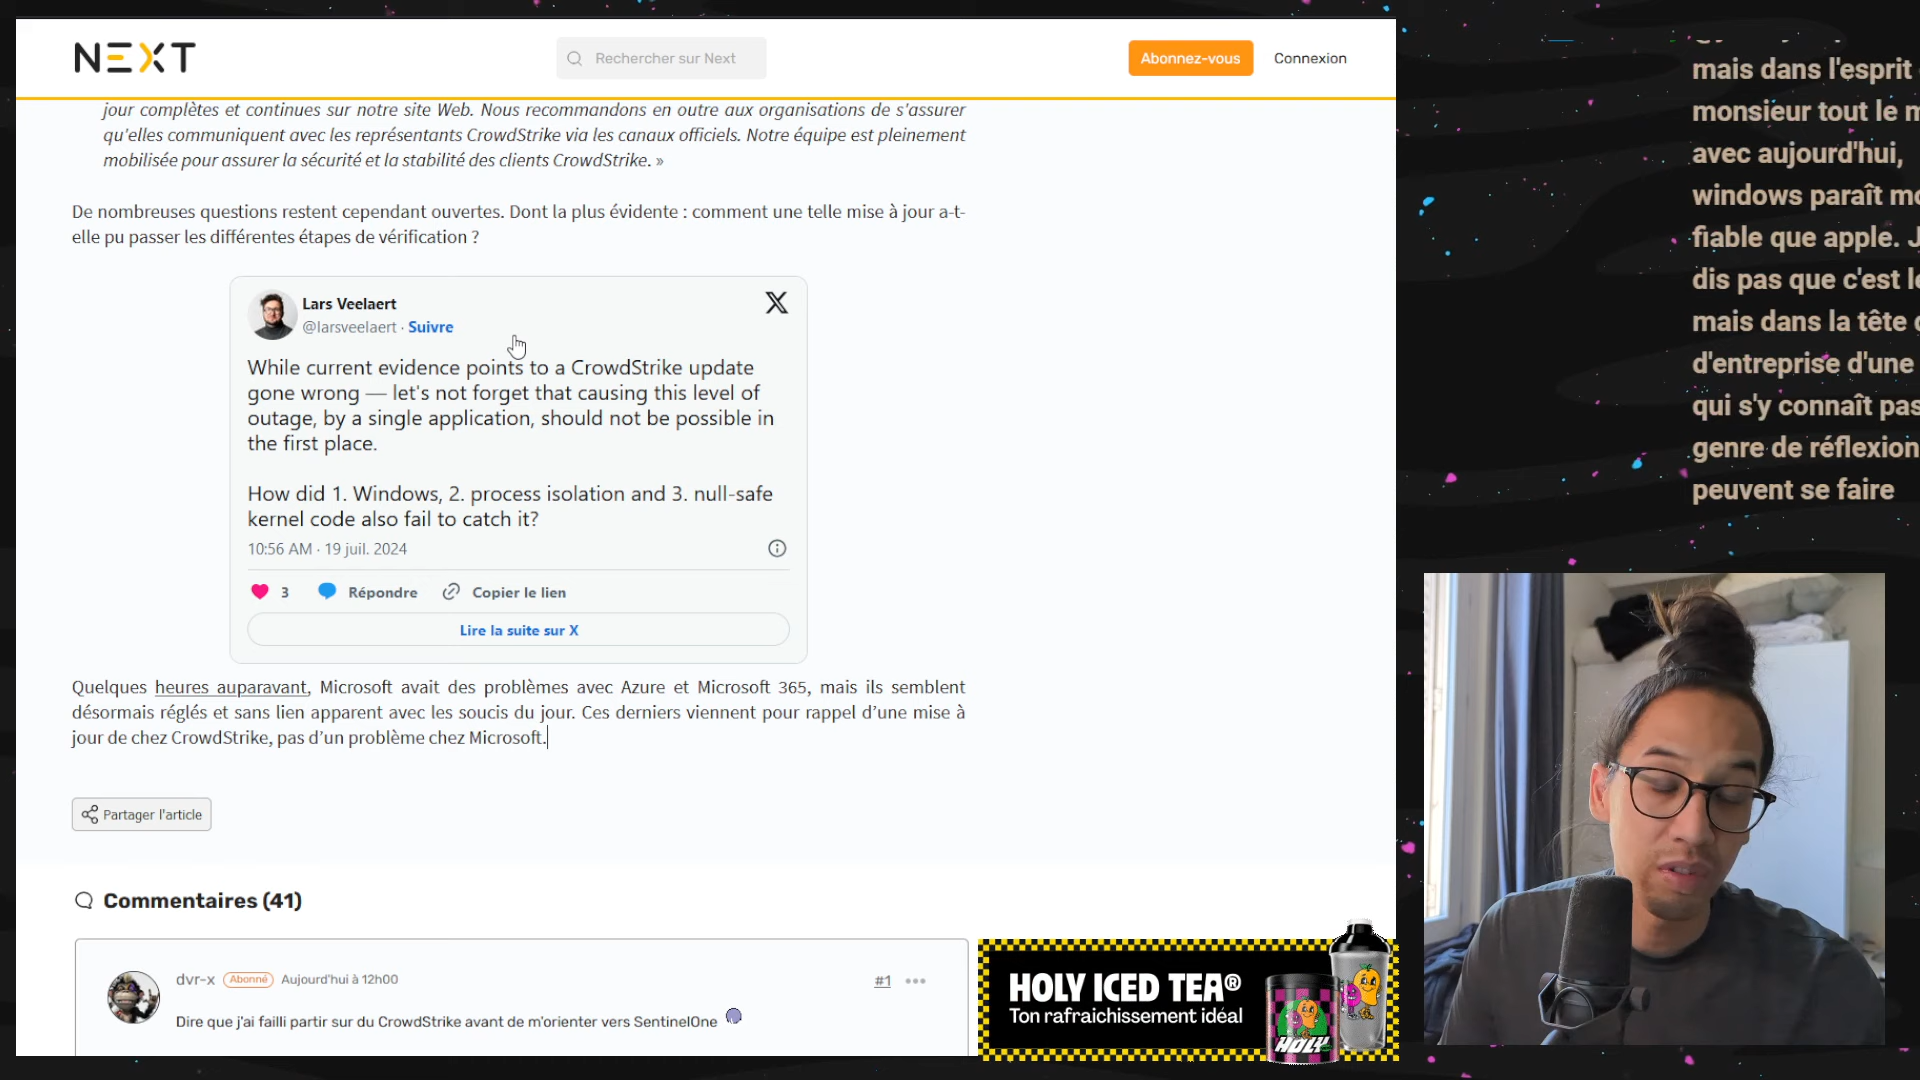 NEXT
Rechercher sur Next
Abonnez-vous
Connexion
jour complètes et continues sur notre site Web. Nous recommandons en outre aux organisations de s'assurer
qu'elles communiquent avec les représentants CrowdStrike via les canaux officiels. Notre équipe est pleinement
mobilisée pour assurer la sécurité et la stabilité des clients CrowdStrike. »
De nombreuses questions restent cependant ouvertes. Dont la plus évidente : comment une telle mise à jour a-t-
elle pu passer les différentes étapes de vérification ?
Lars Veelaert
@larsveelaert · Suivre
While current evidence points to a CrowdStrike update
gone wrong — let's not forget that causing this level of
outage, by a single application, should not be possible in
the first place.
How did 1. Windows, 2. process isolation and 3. null-safe
kernel code also fail to catch it?
10:56 AM · 19 juil. 2024
3 Répondre Copier le lien
Lire la suite sur X
Quelques heures auparavant, Microsoft avait des problèmes avec Azure et Microsoft 365, mais ils semblent
désormais réglés et sans lien apparent avec les soucis du jour. Ces derniers viennent pour rappel d’une mise à
jour de chez CrowdStrike, pas d’un problème chez Microsoft.
Partager l'article
Commentaires (41)
dvr-x Abonné Aujourd'hui à 12h00 #1
Dire que j'ai failli partir sur du CrowdStrike avant de m'orienter vers SentinelOne
HOLY ICED TEA®
Ton rafraichissement idéal
HOLY
mais dans l'esprit
monsieur tout le
avec aujourd'hui,
windows paraît
fiable que apple.
dis pas que c'est
mais dans la tête
d'entreprise d'une
qui s'y connaît pas
genre de réflexion
peuvent se faire